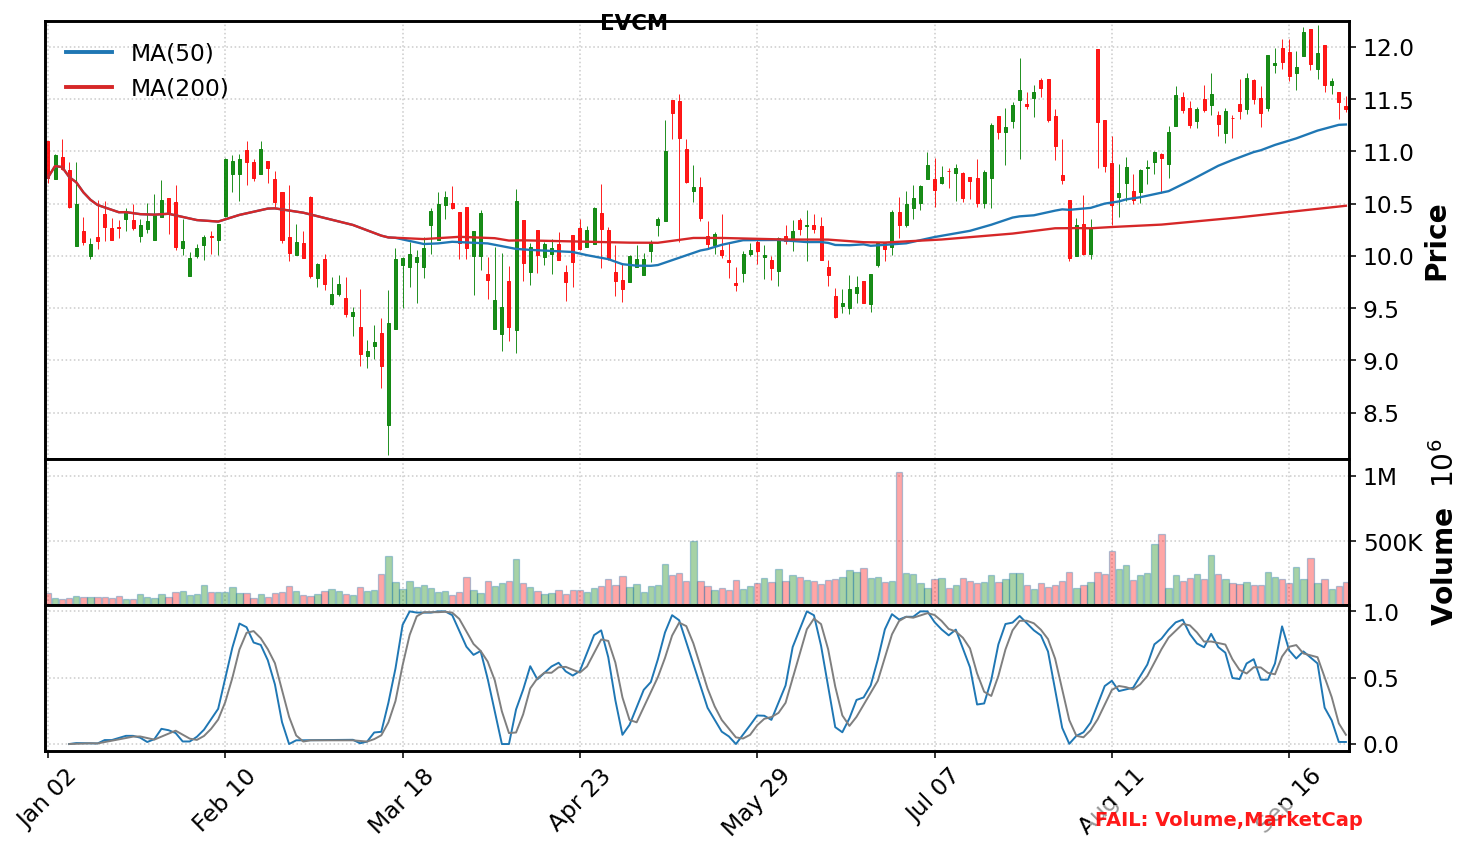 EVCM
MA(50)
MA(200)
12.0
11.5
11.0
10.5
10.0
9.5
9.0
8.5
Price
1M
500K
Volume 10⁶
1.0
0.5
0.0
Jan 02
Feb 10
Mar 18
Apr 23
May 29
Jul 07
Aug 11
Sep 16
FAIL: Volume,MarketCap